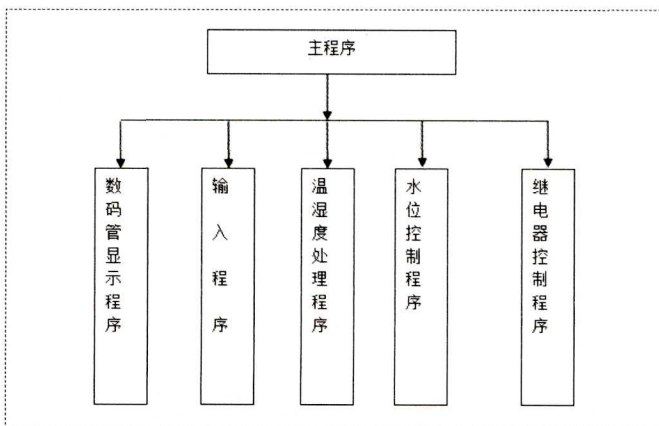 主程序
数码管显示程序
输入程序
温湿度处理程序
水位控制程序
继电器控制程序